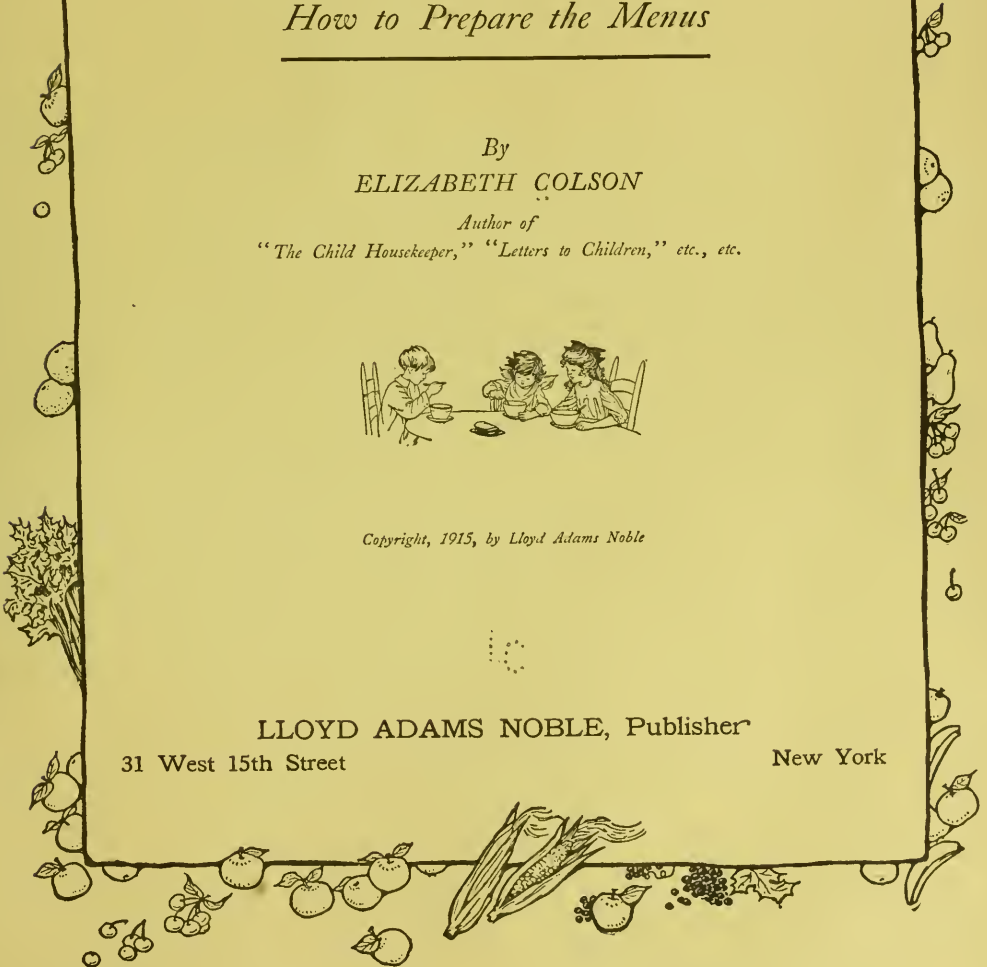 How to Prepare the Menus
By
ELIZABETH COLSON
Author of
“The Child Housekeeper,” “Letters to Children,” etc., etc.
Copyright, 1915, by Lloyd Adams Noble
LC
LLOYD ADAMS NOBLE, Publisher
31 West 15th Street New York